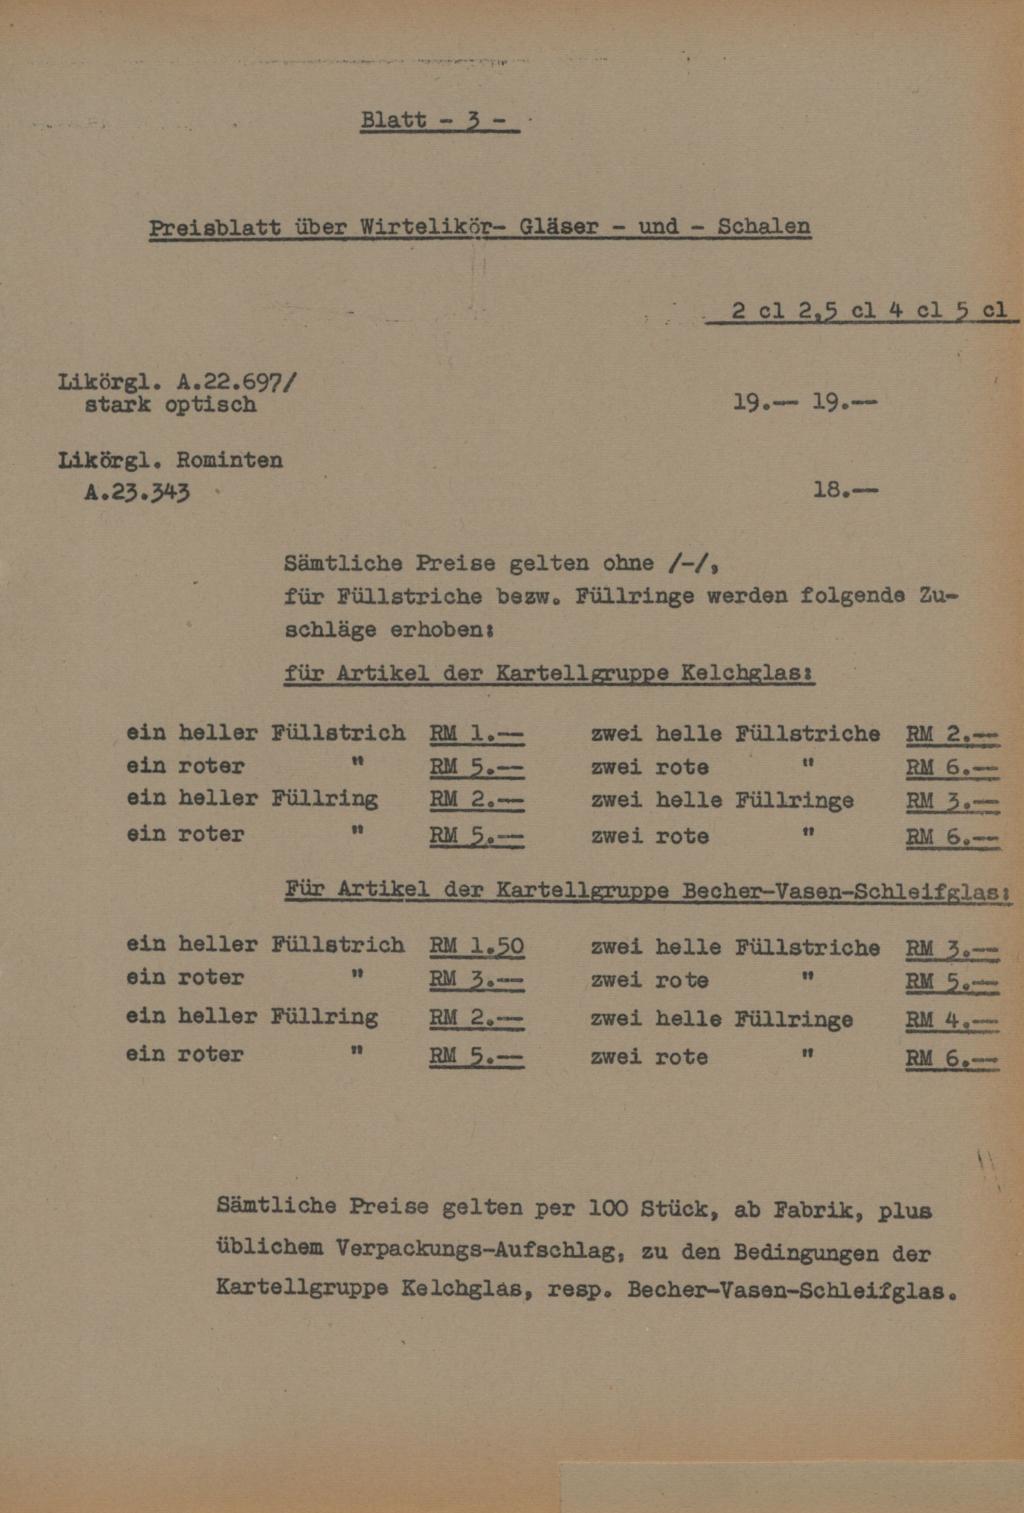 Blatt - 3 -
Preisblatt über Wirtelikör- Gläser - und - Schalen
2 cl 2,5 cl 4 cl 5 cl
Likörgl. A.22.697/
stark optisch 19.-- 19.--
Likörgl. Rominten
A.23.343 18.--
Sämtliche Preise gelten ohne /-/,
für Füllstriche bezw. Füllringe werden folgende Zu-
schläge erhoben:
für Artikel der Kartellgruppe Kelchglas:
ein heller Füllstrich RM 1.-- zwei helle Füllstriche RM 2.--
ein roter " RM 5.-- zwei rote " RM 6.--
ein heller Füllring RM 2.-- zwei helle Füllringe RM 3.--
ein roter " RM 5.-- zwei rote " RM 6.--
Für Artikel der Kartellgruppe Becher-Vasen-Schleifglas:
ein heller Füllstrich RM 1.50 zwei helle Füllstriche RM 3.--
ein roter " RM 3.-- zwei rote " RM 5.--
ein heller Füllring RM 2.-- zwei helle Füllringe RM 4.--
ein roter " RM 5.-- zwei rote " RM 6.--
Sämtliche Preise gelten per 100 Stück, ab Fabrik, plus
üblichem Verpackungs-Aufschlag, zu den Bedingungen der
Kartellgruppe Kelchglas, resp. Becher-Vasen-Schleifglas.